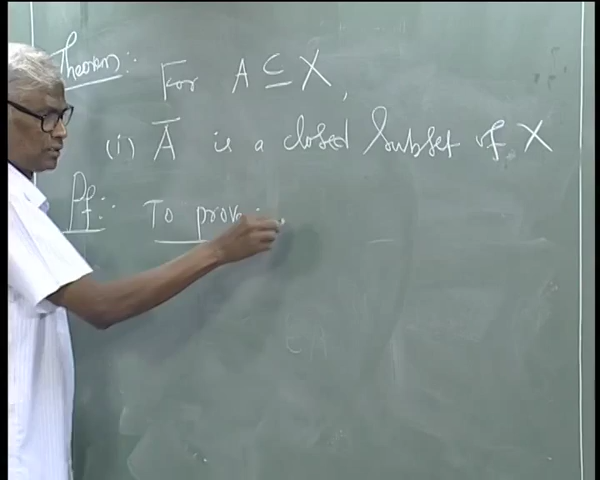 Theorem:
For A ⊆ X,
(i) A̅ is a closed subset of X
Pf:: To prove: